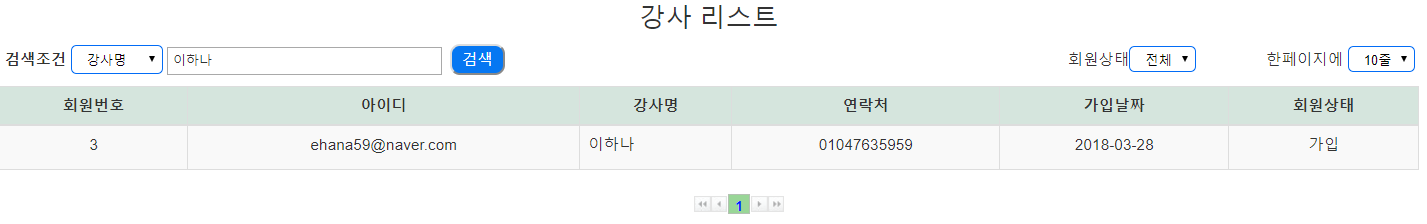 강사 리스트
검색조건 강사명 이하나 검색 회원상태 전체 한페이지에 10줄
회원번호 아이디 강사명 연락처 가입날짜 회원상태
3 ehana59@naver.com 이하나 01047635959 2018-03-28 가입
1